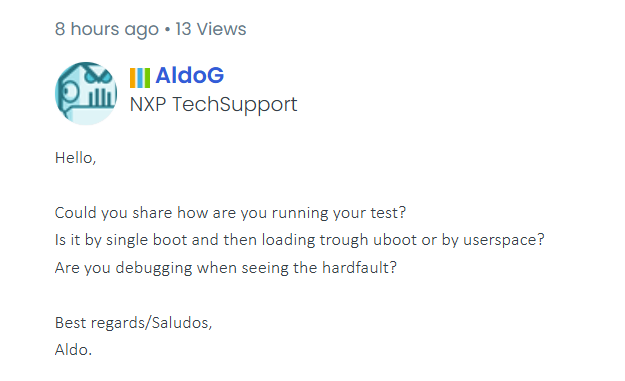 8 hours ago • 13 Views
AldoG
NXP TechSupport
Hello,
Could you share how are you running your test?
Is it by single boot and then loading trough uboot or by userspace?
Are you debugging when seeing the hardfault?
Best regards/Saludos,
Aldo.